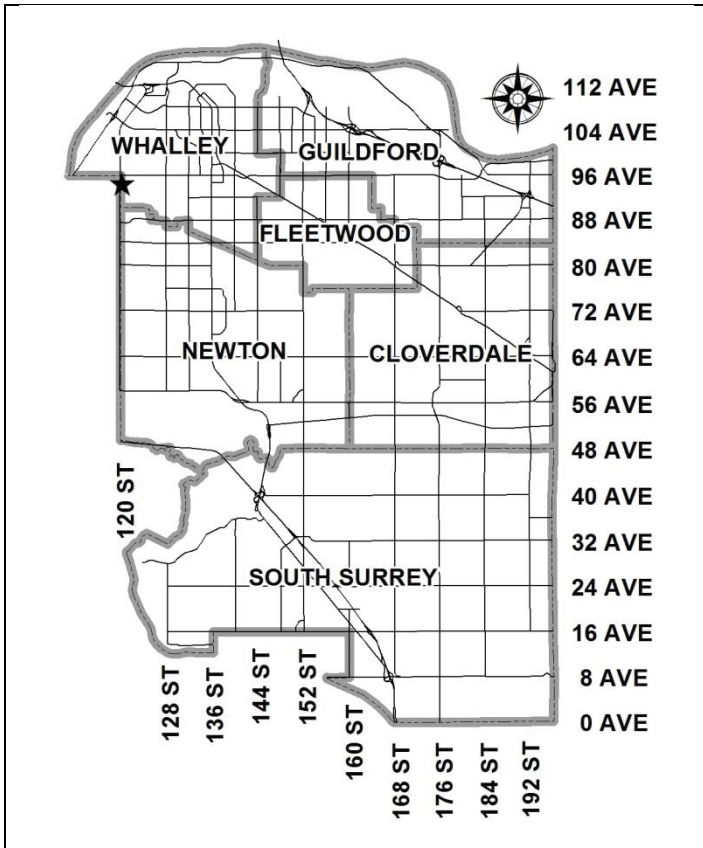 112 AVE
104 AVE
WHALLEY
GUILDFORD
96 AVE
88 AVE
FLEETWOOD
80 AVE
72 AVE
NEWTON
CLOVERDALE
64 AVE
56 AVE
48 AVE
120 ST
40 AVE
32 AVE
SOUTH SURREY
24 AVE
16 AVE
8 AVE
0 AVE
128 ST
136 ST
144 ST
152 ST
160 ST
168 ST
176 ST
184 ST
192 ST